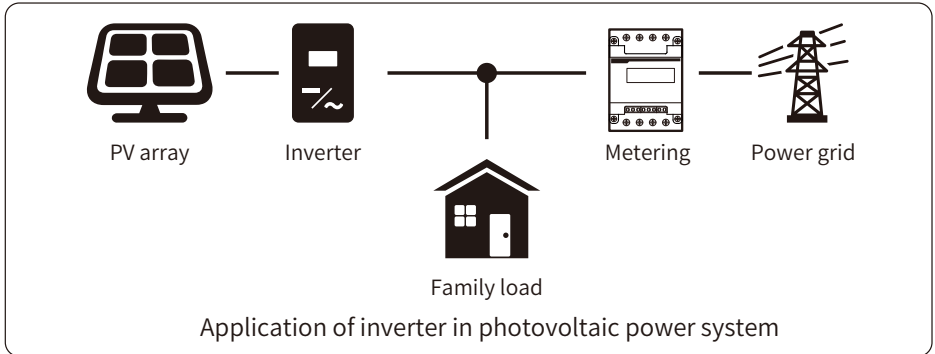 PV array
Inverter
Metering
Power grid
Family load
Application of inverter in photovoltaic power system